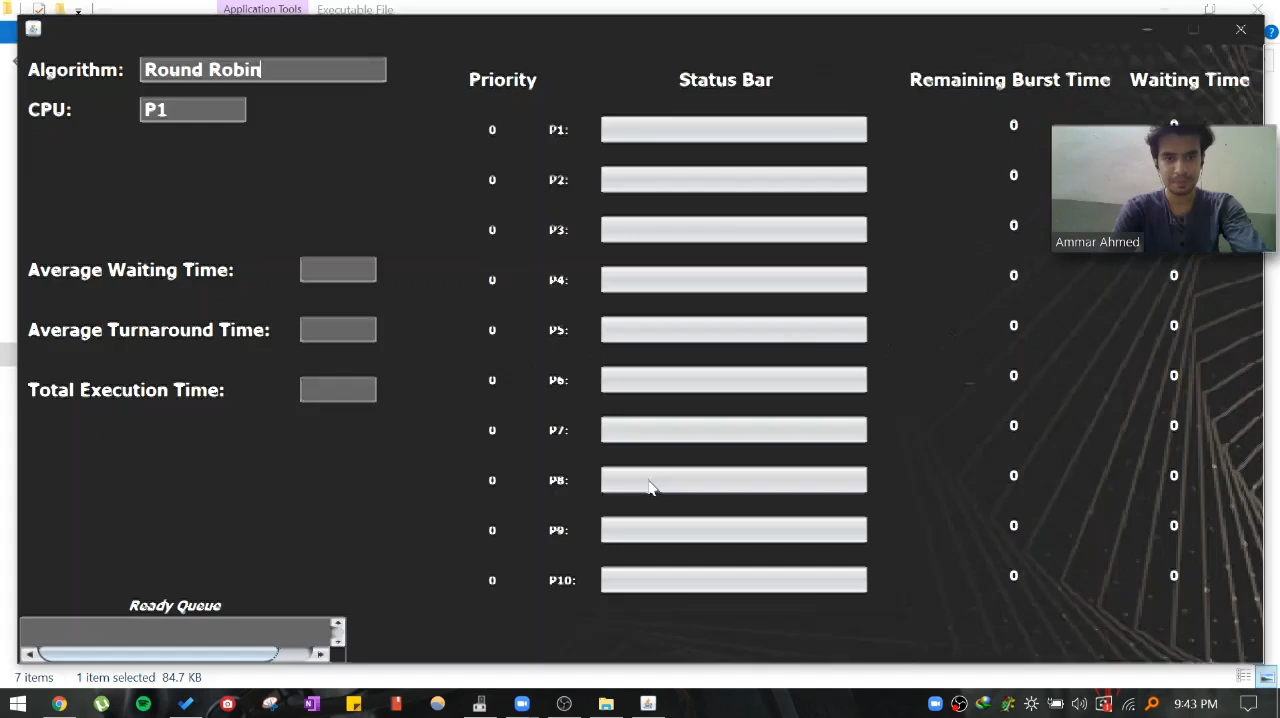 Application Tools Executable File
Algorithm: Round Robin
CPU: P1
Priority Status Bar Remaining Burst Time Waiting Time
0 P1: 0 0
0 P2: 0
0 P3: 0
0 P4: 0 0
0 P5: 0 0
0 P6: 0 0
0 P7: 0 0
0 P8: 0 0
0 P9: 0 0
0 P10: 0 0
Average Waiting Time:
Average Turnaround Time:
Total Execution Time:
Ready Queue
Ammar Ahmed
7 items 1 item selected 84.7 KB
9:43 PM